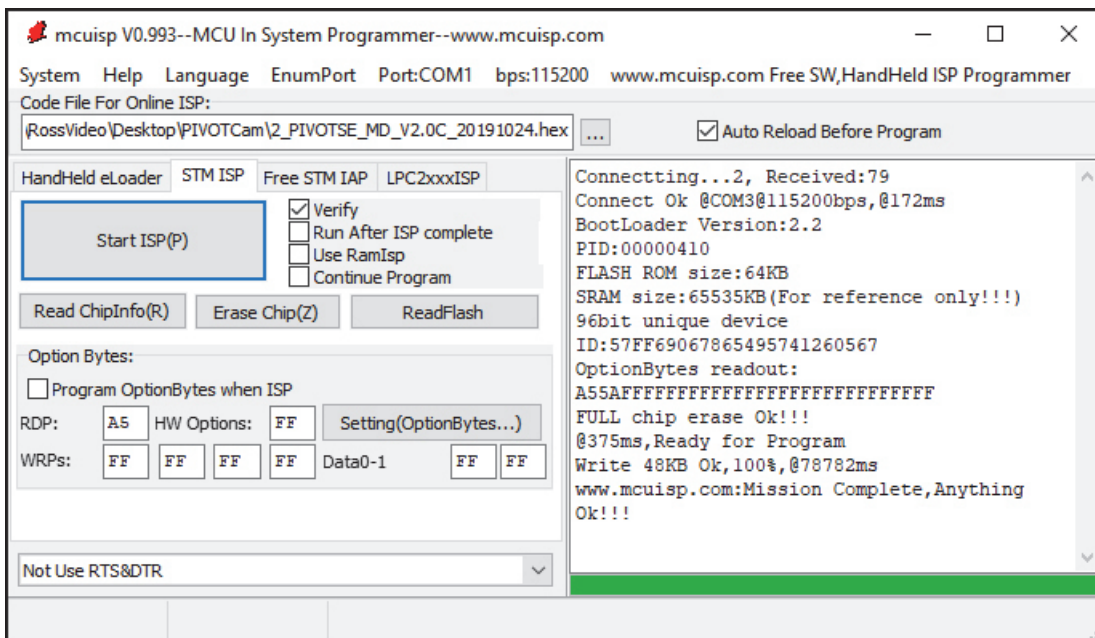 mcuisp V0.993--MCU In System Programmer--www.mcuisp.com
System Help Language EnumPort Port:COM1 bps:115200 www.mcuisp.com Free SW,HandHeld ISP Programmer
Code File For Online ISP:
RossVideo\Desktop\PIVOTCam\2_PIVOTSE_MD_V2.0C_20191024.hex ... Auto Reload Before Program
HandHeld eLoader STM ISP Free STM IAP LPC2xxxISP
Start ISP(P)
Verify
Run After ISP complete
Use RamIsp
Continue Program
Read ChipInfo(R) Erase Chip(Z) ReadFlash
Option Bytes:
Program OptionBytes when ISP
RDP: A5 HW Options: FF Setting(OptionBytes...)
WRPs: FF FF FF FF Data0-1 FF FF
Not Use RTS&DTR
Connectting...2, Received:79
Connect Ok @COM3@115200bps,@172ms
BootLoader Version:2.2
PID:00000410
FLASH ROM size:64KB
SRAM size:65535KB(For reference only!!!)
96bit unique device
ID:57FF69067865495741260567
OptionBytes readout:
A55AFFFFFFFFFFFFFFFFFFFFFFFFFFFF
FULL chip erase Ok!!!
@375ms,Ready for Program
Write 48KB Ok,100%,@78782ms
www.mcuisp.com:Mission Complete,Anything
Ok!!!